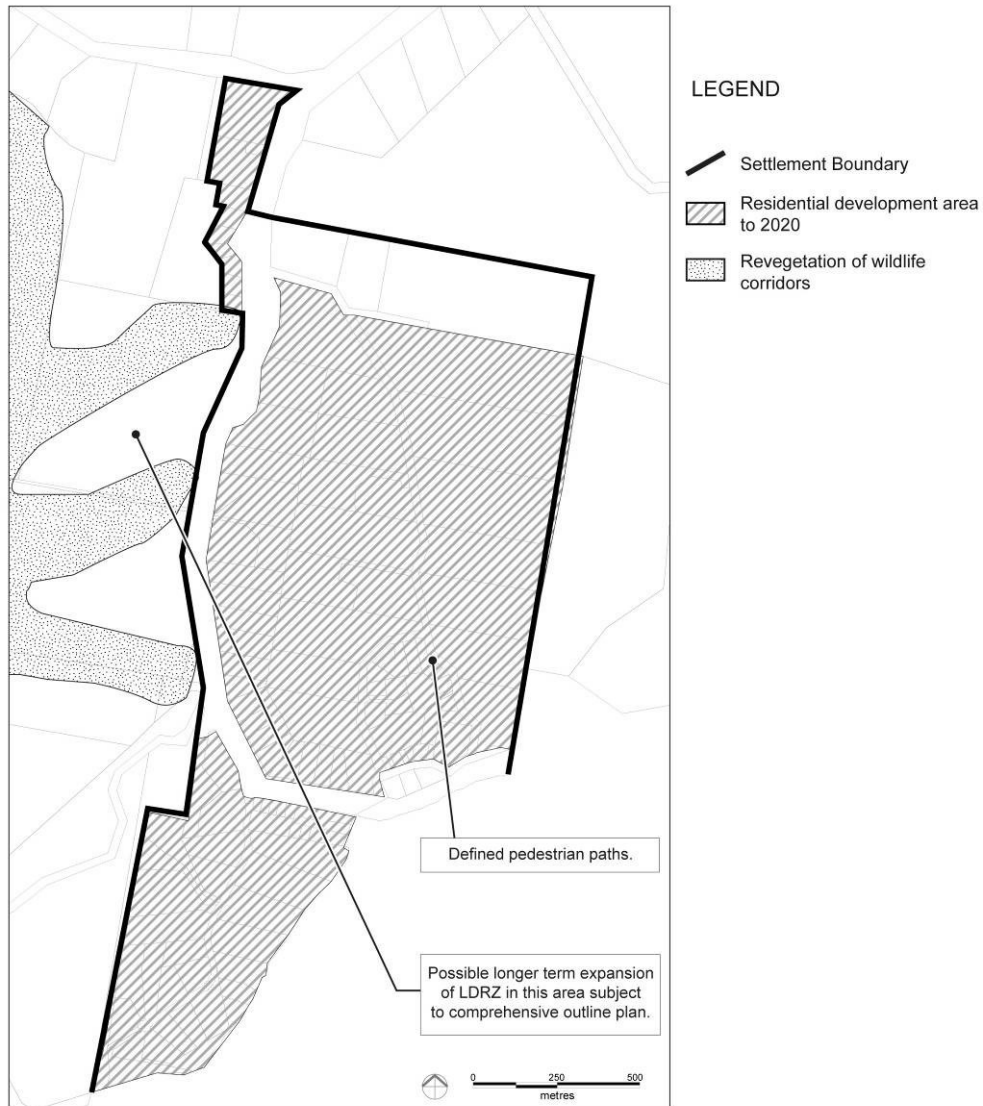 LEGEND
Settlement Boundary
Residential development area
to 2020
Revegetation of wildlife
corridors
Defined pedestrian paths.
Possible longer term expansion
of LDRZ in this area subject
to comprehensive outline plan.
0 250 500
metres